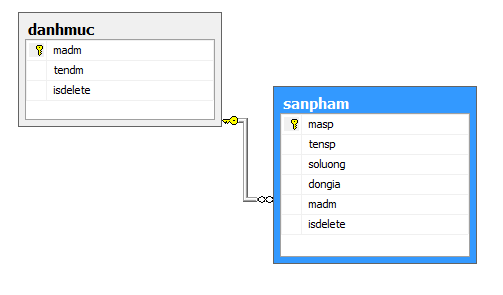 danhmuc
madm
tendm
isdelete
sanpham
masp
tensp
soluong
dongia
madm
isdelete